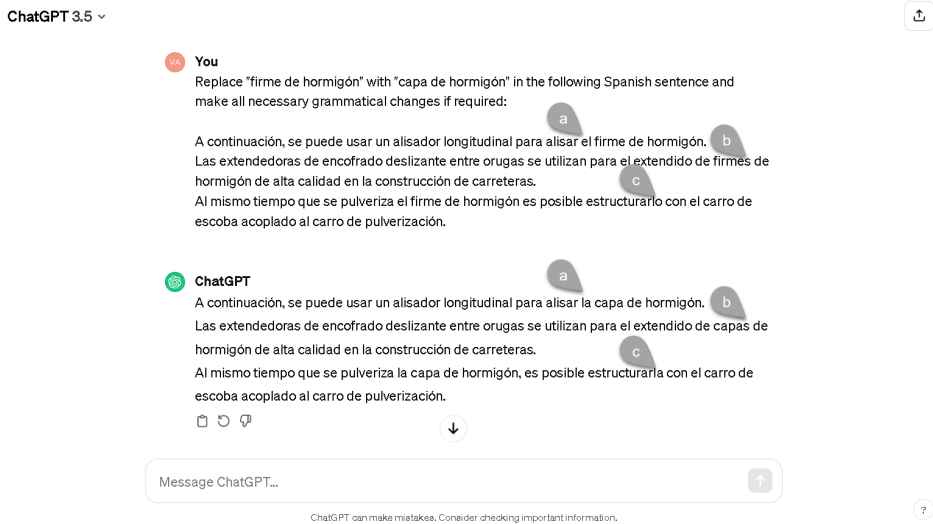 ChatGPT 3.5
VA
You
Replace "firme de hormigón" with "capa de hormigón" in the following Spanish sentence and
make all necessary grammatical changes if required:
a
A continuación, se puede usar un alisador longitudinal para alisar el firme de hormigón.
b
Las extendedoras de encofrado deslizante entre orugas se utilizan para el extendido de firmes de
hormigón de alta calidad en la construcción de carreteras.
c
Al mismo tiempo que se pulveriza el firme de hormigón es posible estructurarlo con el carro de
escoba acoplado al carro de pulverización.
ChatGPT
a
A continuación, se puede usar un alisador longitudinal para alisar la capa de hormigón.
b
Las extendedoras de encofrado deslizante entre orugas se utilizan para el extendido de capas de
hormigón de alta calidad en la construcción de carreteras.
c
Al mismo tiempo que se pulveriza la capa de hormigón, es posible estructurarla con el carro de
escoba acoplado al carro de pulverización.
Message ChatGPT...
ChatGPT can make mistakes. Consider checking important information.
?